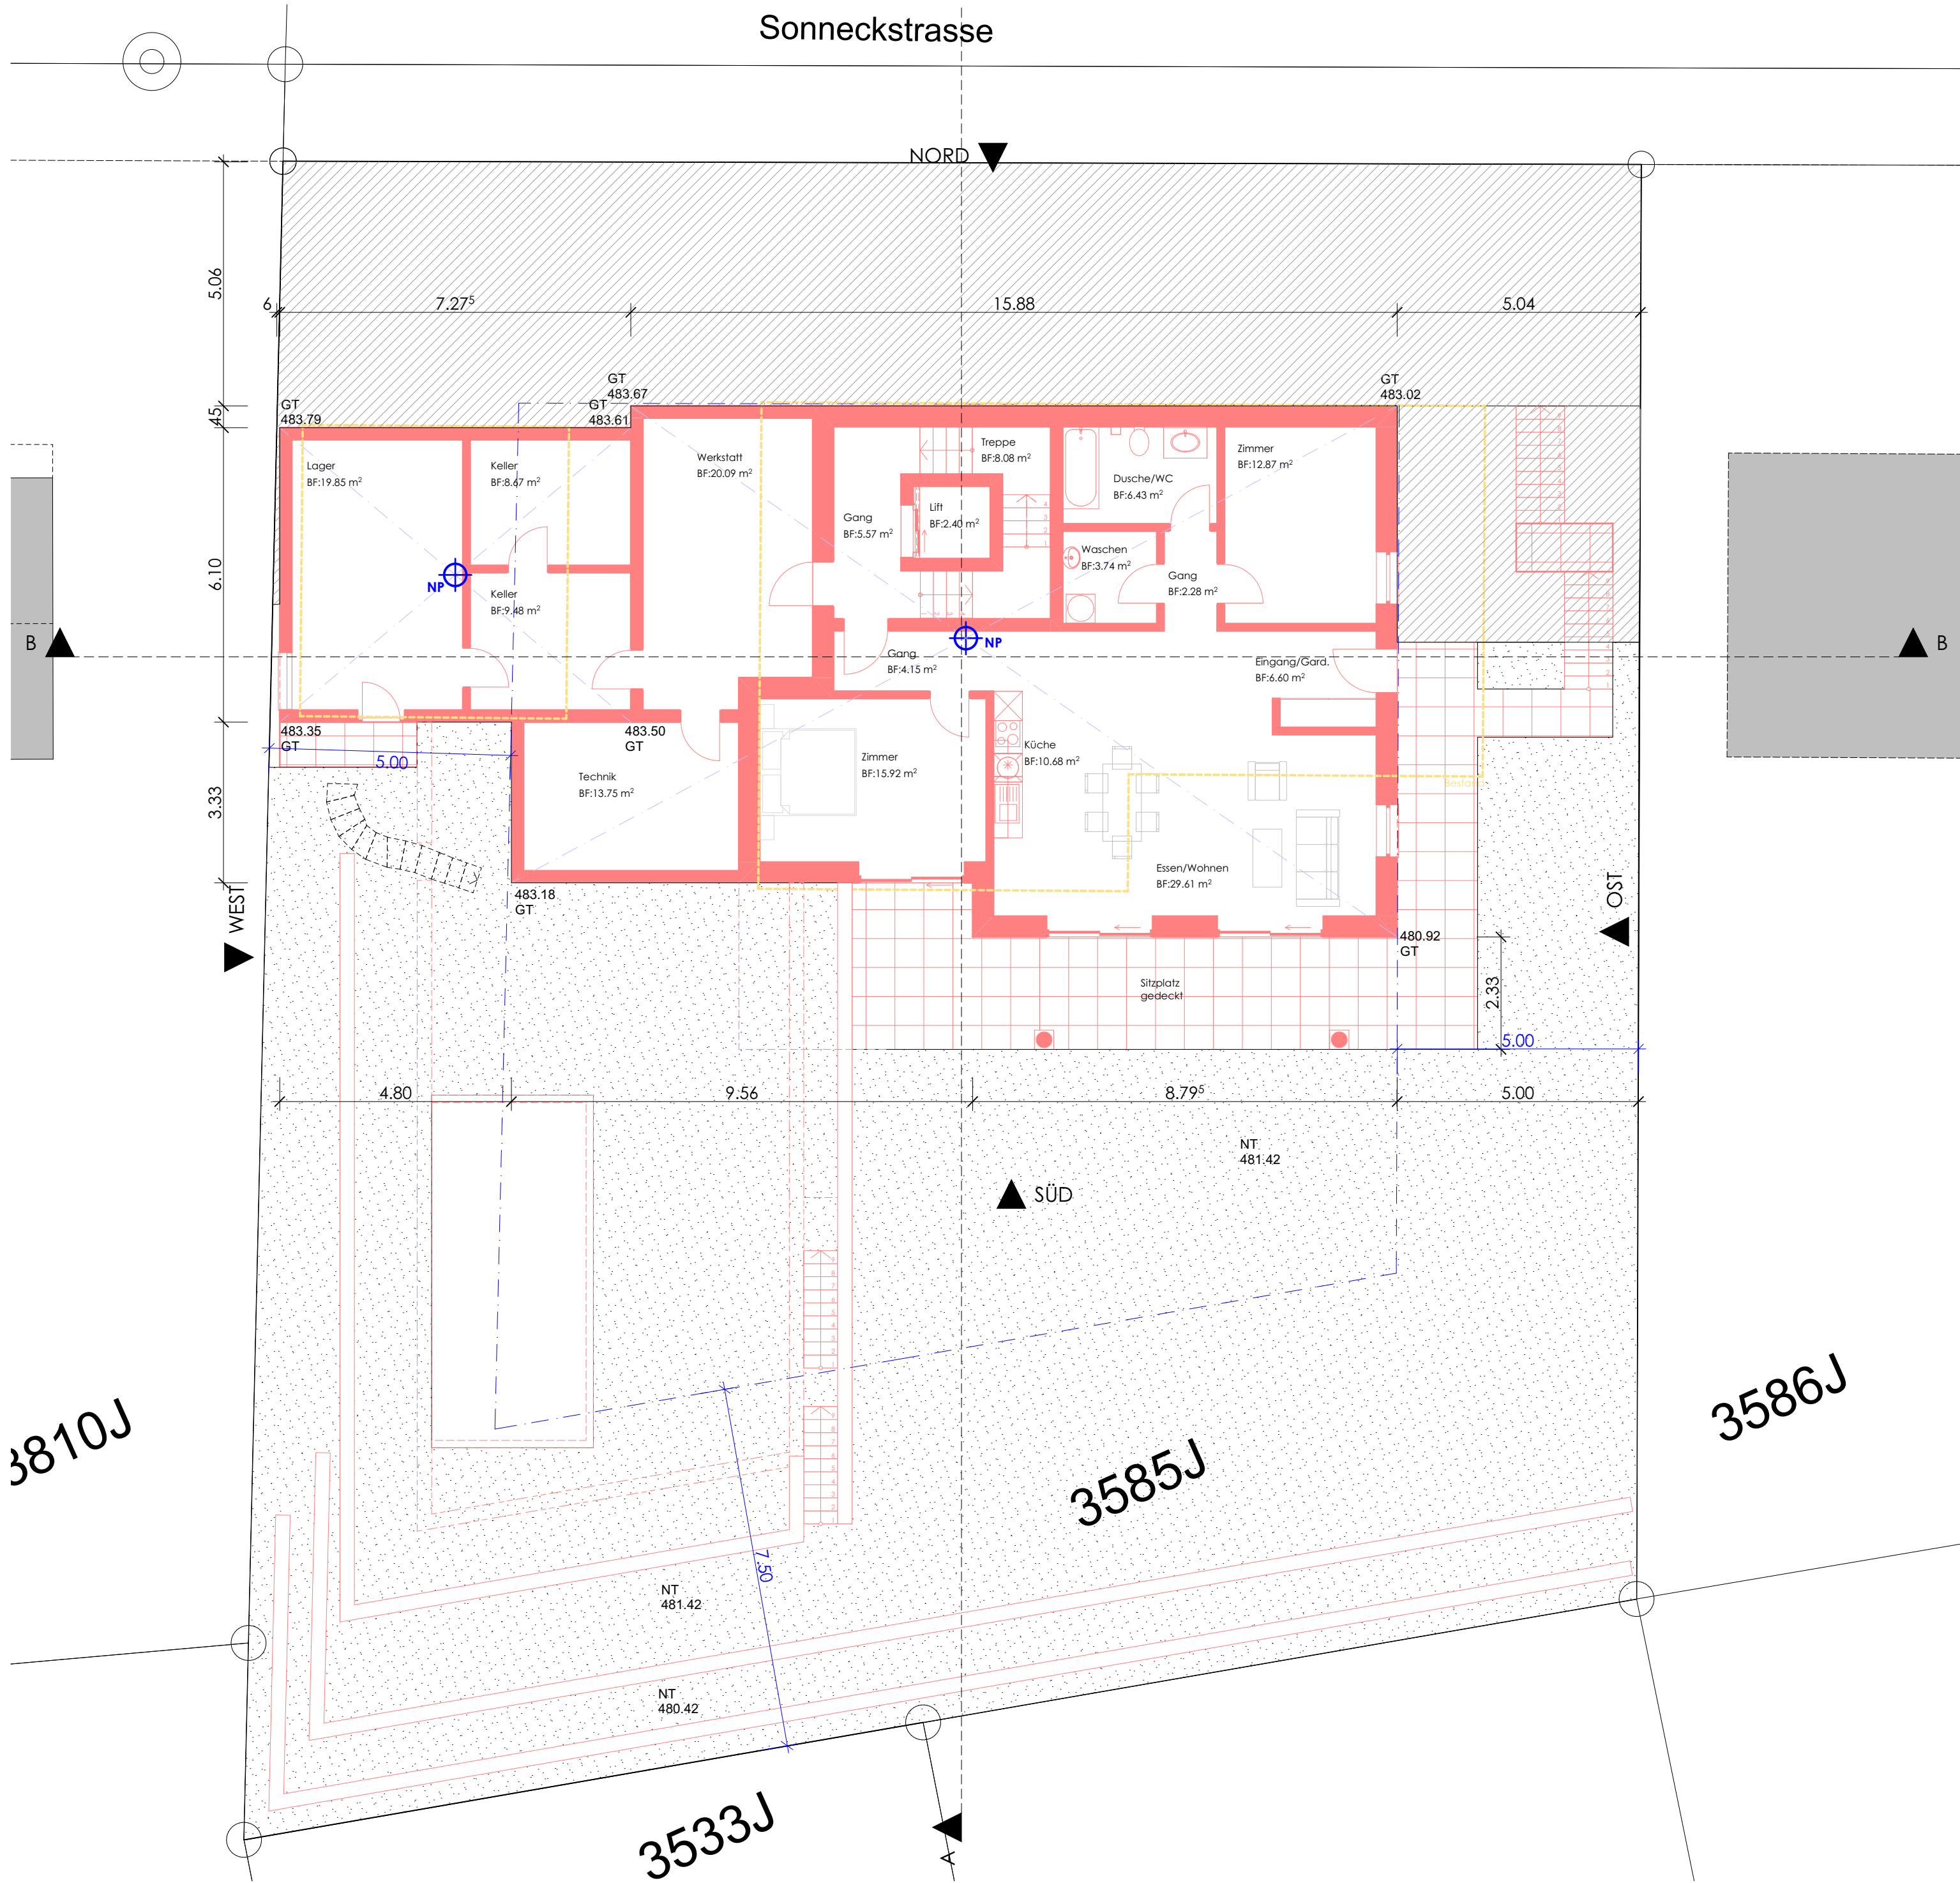 Sonneckstrasse
NORD
5.06
6
7.27⁵
15.88
5.04
GT
483.67
GT
483.02
GT
483.79
GT
483.61
45
Lager
BF:19.85 m²
Keller
BF:8.67 m²
Werkstatt
BF:20.09 m²
Treppe
BF:8.08 m²
Zimmer
BF:12.87 m²
Dusche/WC
BF:6.43 m²
Lift
BF:2.40 m²
Gang
BF:5.57 m²
Waschen
BF:3.74 m²
Gang
BF:2.28 m²
6.10
NP
Keller
BF:9.48 m²
NP
B
B
Gang
BF:4.15 m²
Eingang/Gard.
BF:6.60 m²
483.35
GT
483.50
GT
5.00
Küche
BF:10.68 m²
Zimmer
BF:15.92 m²
Technik
BF:13.75 m²
Bestand
3.33
Essen/Wohnen
BF:29.61 m²
483.18
GT
WEST
OST
480.92
GT
Sitzplatz
gedeckt
2.33
5.00
4.80
9.56
8.79⁵
5.00
NT
481.42
SÜD
3810J
3586J
3585J
7.50
NT
481.42
NT
480.42
3533J
A